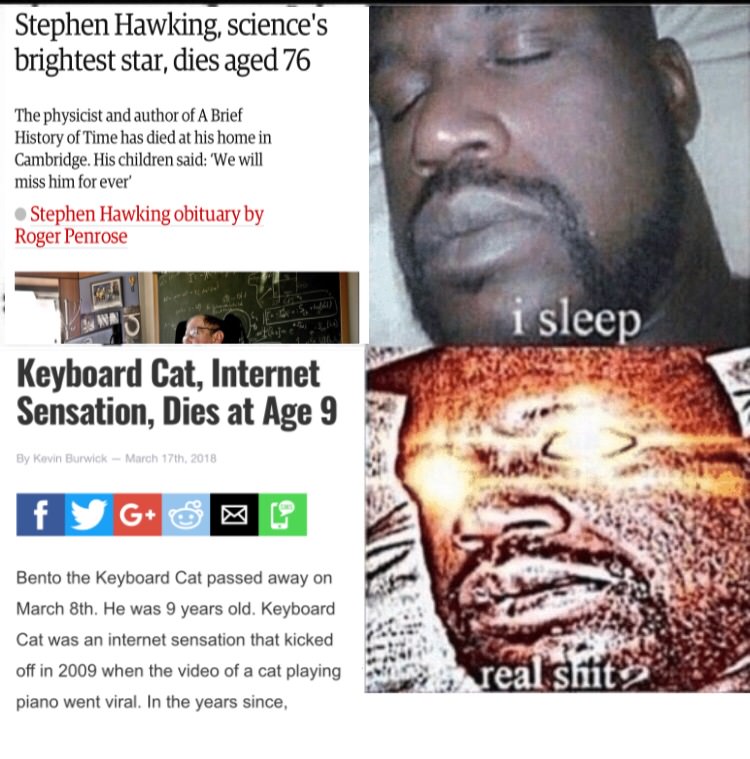 Stephen Hawking, science's
brightest star, dies aged 76
The physicist and author of A Brief
History of Time has died at his home in
Cambridge. His children said: 'We will
miss him for ever'
Stephen Hawking obituary by
Roger Penrose
i sleep
Keyboard Cat, Internet
Sensation, Dies at Age 9
By Kevin Burwick — March 17th, 2018
f G+ SMS
Bento the Keyboard Cat passed away on
March 8th. He was 9 years old. Keyboard
Cat was an internet sensation that kicked
off in 2009 when the video of a cat playing
piano went viral. In the years since,
real shit?